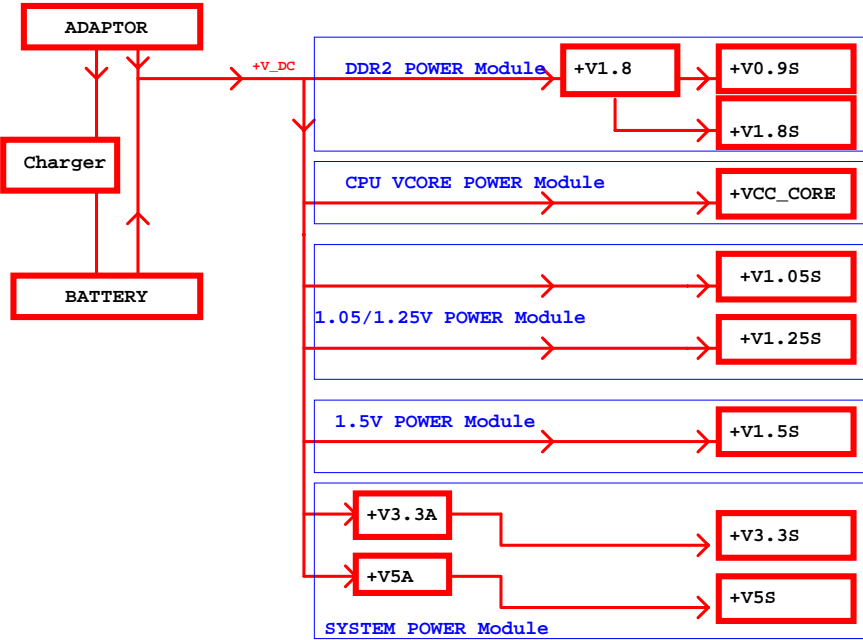 ADAPTOR
+V_DC
DDR2 POWER Module
+V1.8
+V0.9S
+V1.8S
Charger
CPU VCORE POWER Module
+VCC_CORE
BATTERY
+V1.05S
1.05/1.25V POWER Module
+V1.25S
1.5V POWER Module
+V1.5S
+V3.3A
+V3.3S
+V5A
+V5S
SYSTEM POWER Module